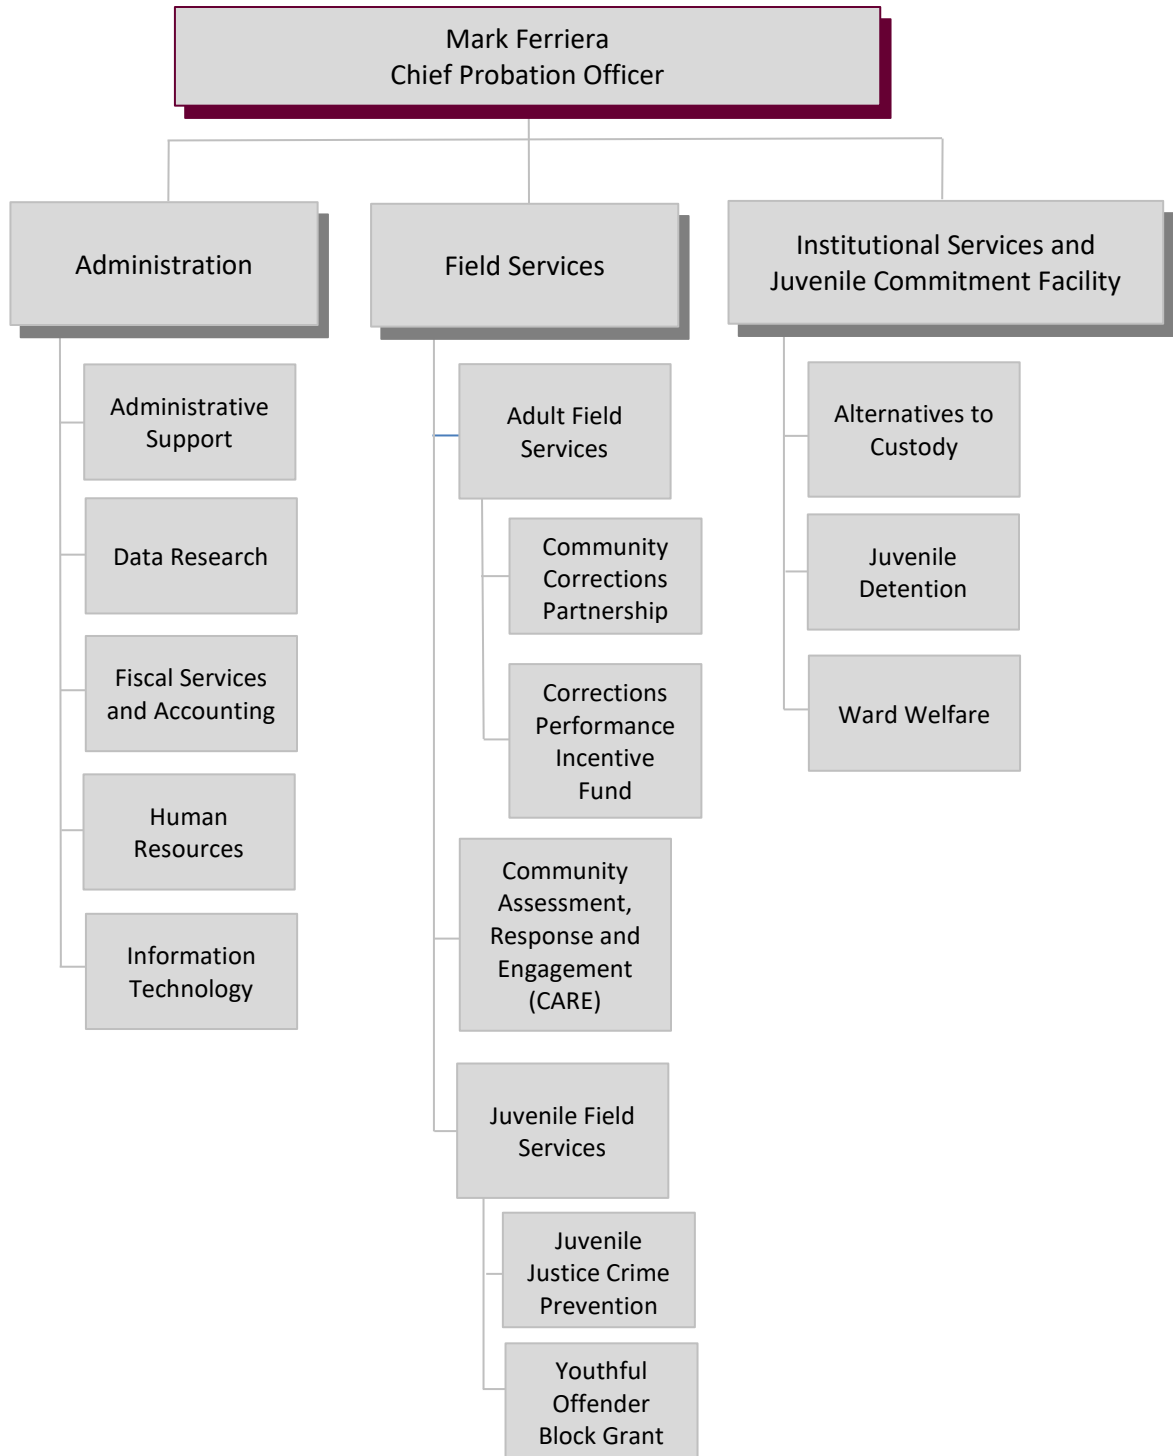 Mark Ferriera
Chief Probation Officer
Administration
Administrative
Support
Data Research
Fiscal Services
and Accounting
Human
Resources
Information
Technology
Field Services
Adult Field
Services
Community
Corrections
Partnership
Corrections
Performance
Incentive
Fund
Community
Assessment,
Response and
Engagement
(CARE)
Juvenile Field
Services
Juvenile
Justice Crime
Prevention
Youthful
Offender
Block Grant
Institutional Services and
Juvenile Commitment Facility
Alternatives to
Custody
Juvenile
Detention
Ward Welfare